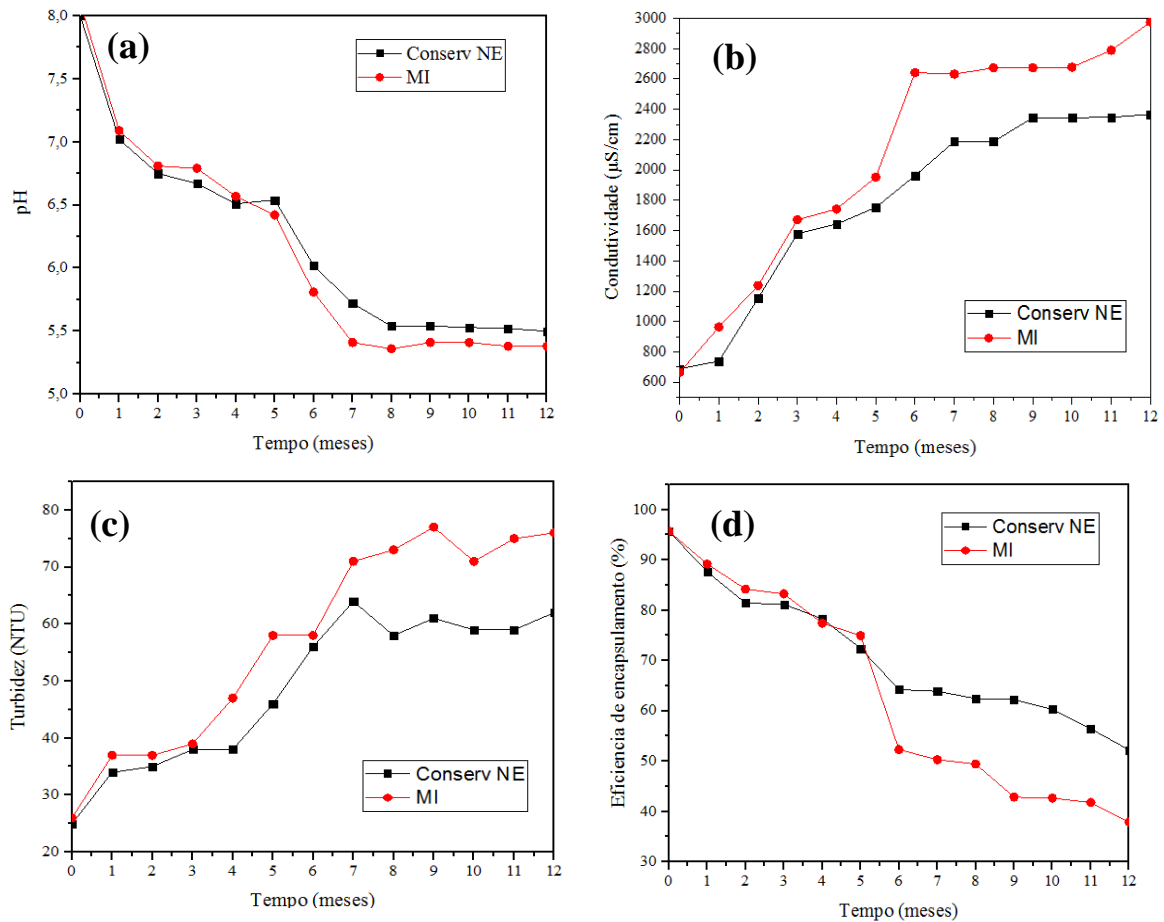 (a)
Conserv NE
MI
pH
8,0
7,5
7,0
6,5
6,0
5,5
5,0
0 1 2 3 4 5 6 7 8 9 10 11 12
Tempo (meses)
(b)
Conserv NE
MI
Condutividade (µS/cm)
3000
2800
2600
2400
2200
2000
1800
1600
1400
1200
1000
800
600
0 1 2 3 4 5 6 7 8 9 10 11 12
Tempo (meses)
(c)
Conserv NE
MI
Turbidez (NTU)
80
70
60
50
40
30
20
0 1 2 3 4 5 6 7 8 9 10 11 12
Tempo (meses)
(d)
Conserv NE
MI
Eficiencia de encapsulamento (%)
100
90
80
70
60
50
40
30
0 1 2 3 4 5 6 7 8 9 10 11 12
Tempo (meses)